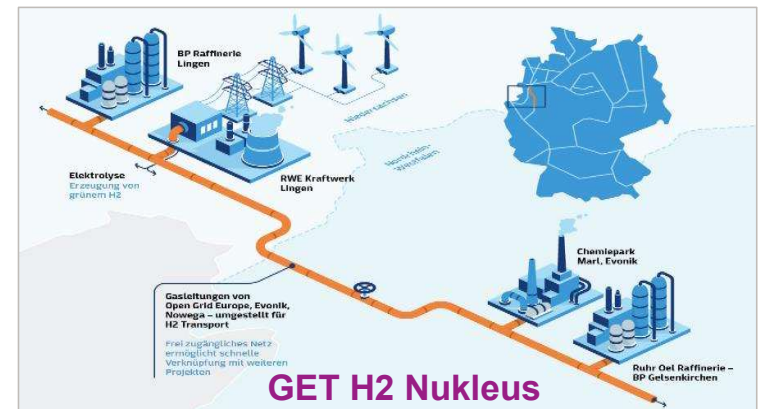 BP Raffinerie
Lingen
Niedersachsen
Nordrhein-
Westfalen
Elektrolyse
Erzeugung von
grünem H2
RWE Kraftwerk
Lingen
Chemiepark
Marl, Evonik
Gasleitungen von
Open Grid Europe, Evonik,
Nowega – umgestellt für
H2 Transport
Frei zugängliches Netz
ermöglicht schnelle
Verknüpfung mit weiteren
Projekten
Ruhr Oel Raffinerie –
BP Gelsenkirchen
GET H2 Nukleus